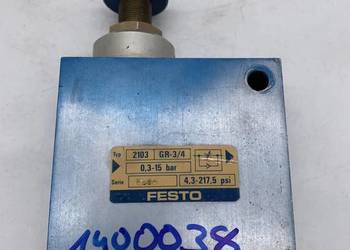 Typ 2103 GR-3/4
0,3-15 bar
Serie 4,3-217,5 psi
FESTO
1400038